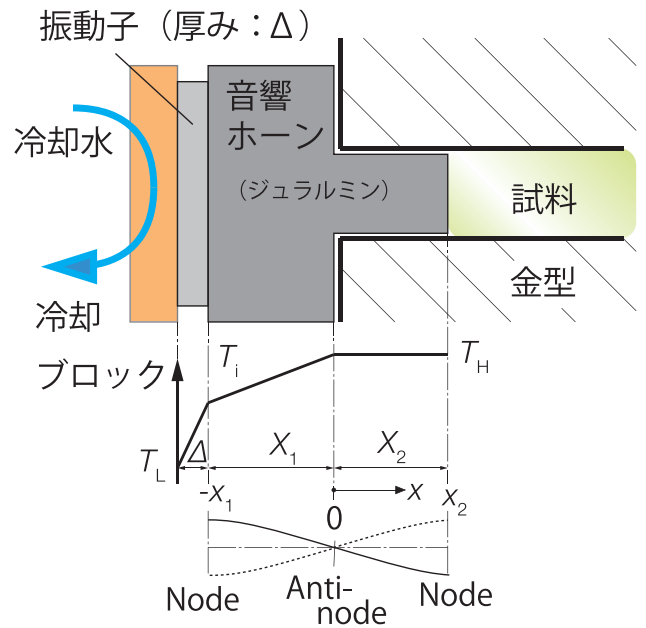 振動子（厚み：Δ）
音響
ホーン
（ジュラルミン）
冷却水
試料
金型
冷却
ブロック
Ti
TH
TL
Δ
X1
X2
-x1
0
x
x2
Node
Anti-
node
Node